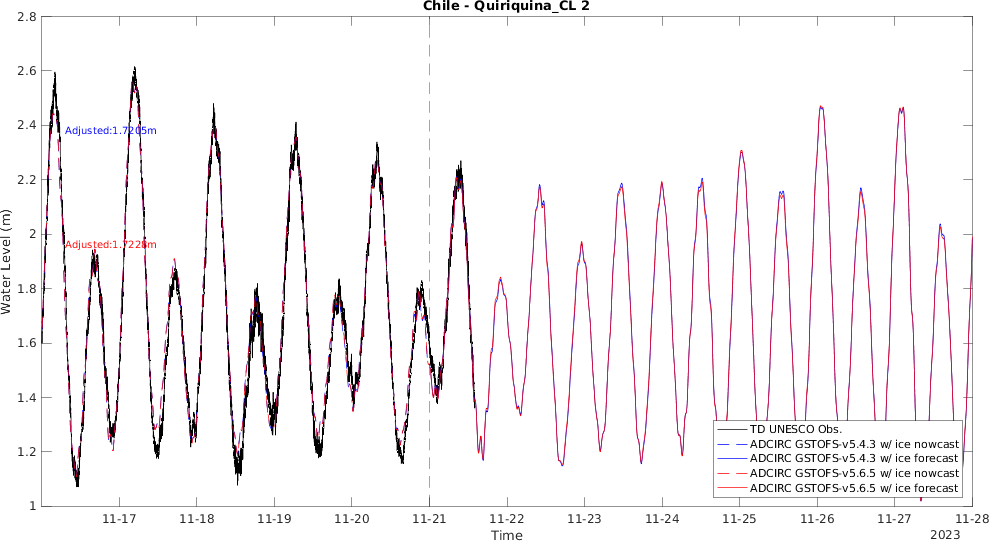 Chile - Quiriquina_CL 2
Water Level (m)
2.8
2.6
2.4
2.2
2
1.8
1.6
1.4
1.2
1
Adjusted:1.7205m
Adjusted:1.7228m
TD UNESCO Obs.
ADCIRC GSTOFS-v5.4.3 w/ ice nowcast
ADCIRC GSTOFS-v5.4.3 w/ ice forecast
ADCIRC GSTOFS-v5.6.5 w/ ice nowcast
ADCIRC GSTOFS-v5.6.5 w/ ice forecast
11-17 11-18 11-19 11-20 11-21 11-22 11-23 11-24 11-25 11-26 11-27 11-28
Time
2023